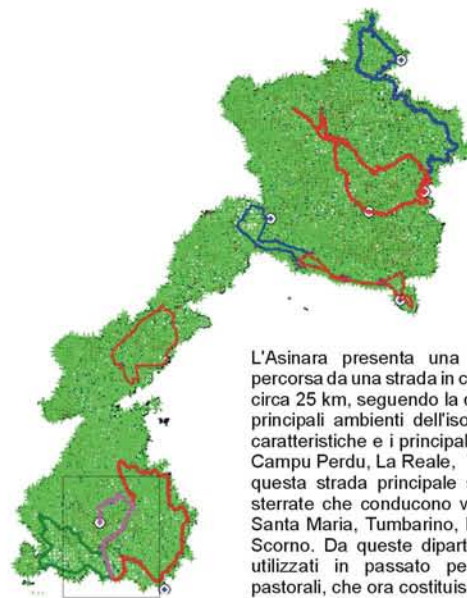 L'Asinara presenta una
percorsa da una strada in c
circa 25 km, seguendo la c
principali ambienti dell'iso
caratteristiche e i principal
Campu Perdu, La Reale,
questa strada principale s
sterrate che conducono v
Santa Maria, Tumbarino,
Scorno. Da queste dipart
utilizzati in passato pe
pastorali, che ora costituis